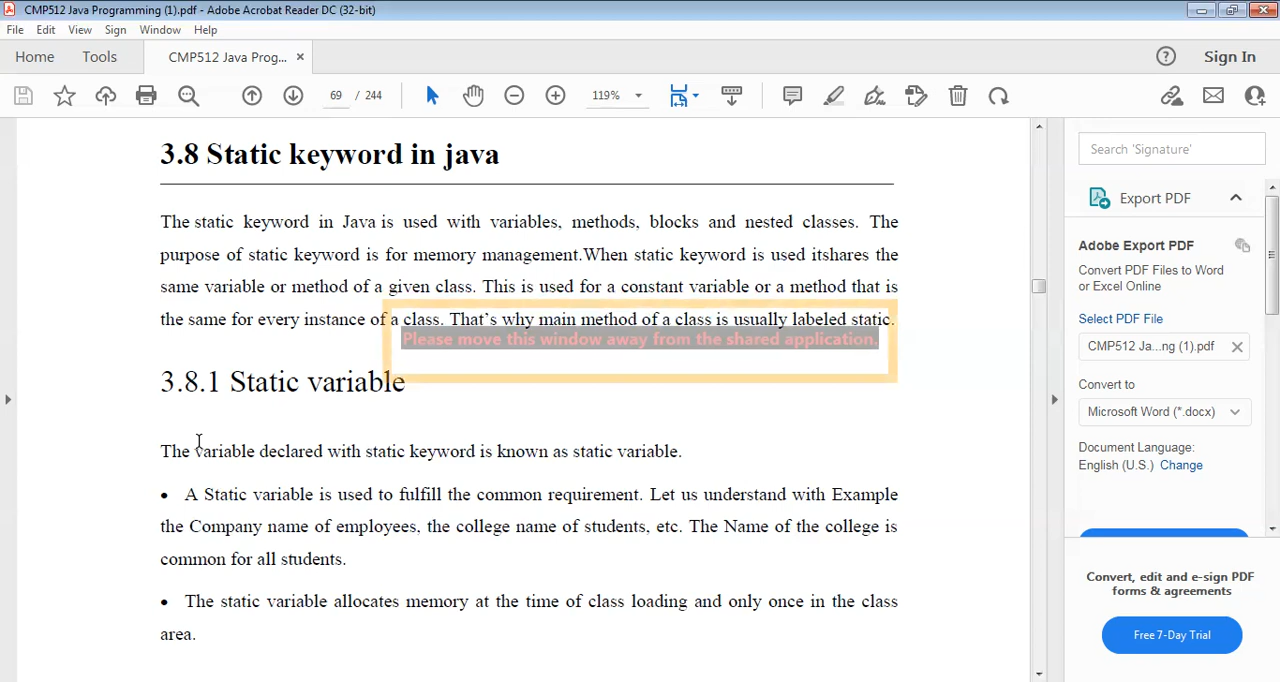 CMP512 Java Programming (1).pdf - Adobe Acrobat Reader DC (32-bit)
File Edit View Sign Window Help
Home Tools CMP512 Java Prog... × Sign In
69 / 244 119%
3.8 Static keyword in java
The static keyword in Java is used with variables, methods, blocks and nested classes. The
purpose of static keyword is for memory management.When static keyword is used itshares the
same variable or method of a given class. This is used for a constant variable or a method that is
the same for every instance of a class. That’s why main method of a class is usually labeled static.
Please move this window away from the shared application.
3.8.1 Static variable
The variable declared with static keyword is known as static variable.
• A Static variable is used to fulfill the common requirement. Let us understand with Example
the Company name of employees, the college name of students, etc. The Name of the college is
common for all students.
• The static variable allocates memory at the time of class loading and only once in the class
area.
Search 'Signature'
Export PDF
Adobe Export PDF
Convert PDF Files to Word
or Excel Online
Select PDF File
CMP512 Ja...ng (1).pdf ×
Convert to
Microsoft Word (*.docx)
Document Language:
English (U.S.) Change
Convert, edit and e-sign PDF
forms & agreements
Free 7-Day Trial